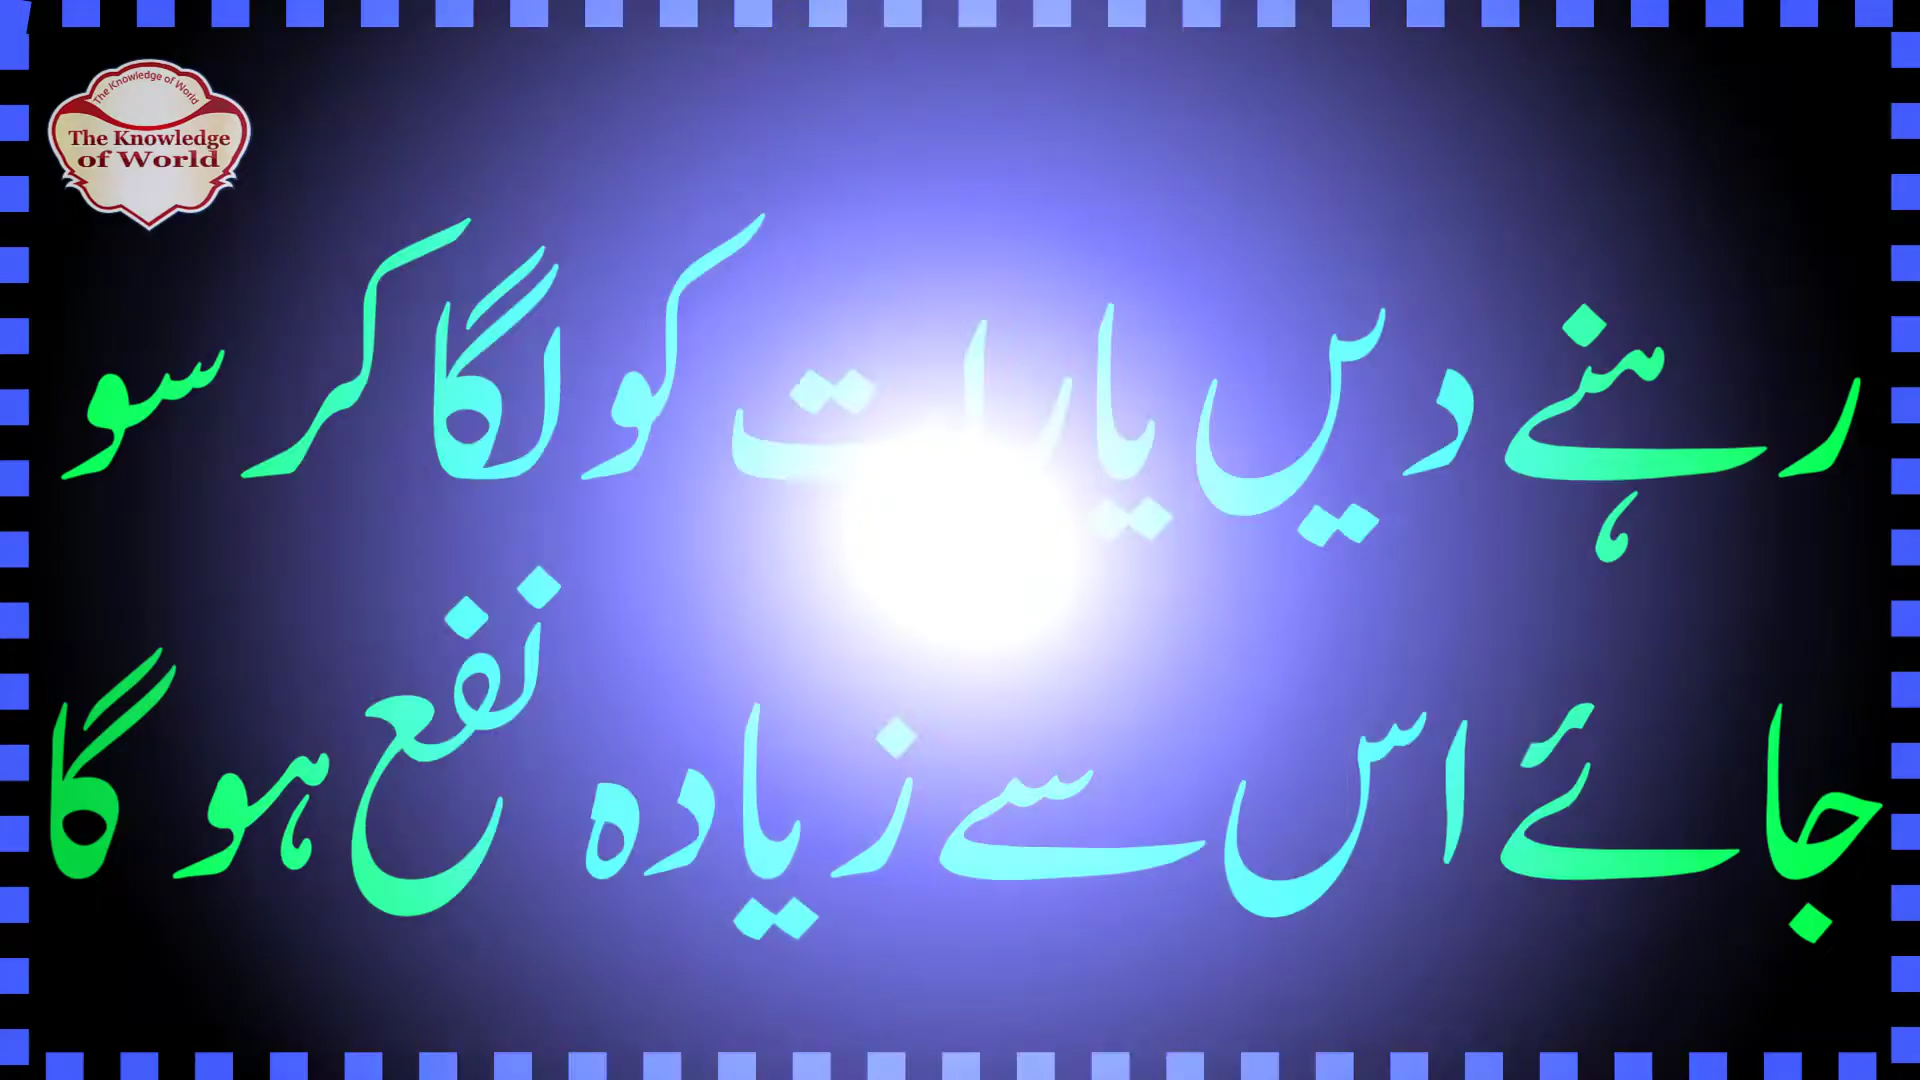 The Knowledge of World
The Knowledge
of World
رہنے دیں یا رات کو لگا کر سو
جائے اس سے زیادہ نفع ہو گا